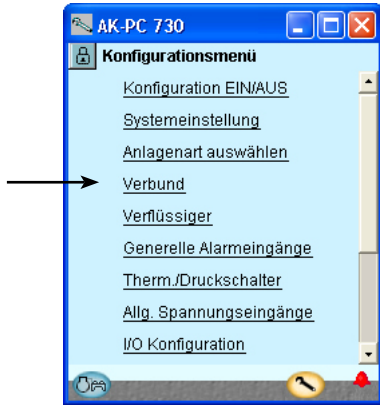 AK-PC 730
Konfigurationsmenü
Konfiguration EIN/AUS
Systemeinstellung
Anlagenart auswählen
Verbund
Verflüssiger
Generelle Alarmeingänge
Therm./Druckschalter
Allg. Spannungseingänge
I/O Konfiguration